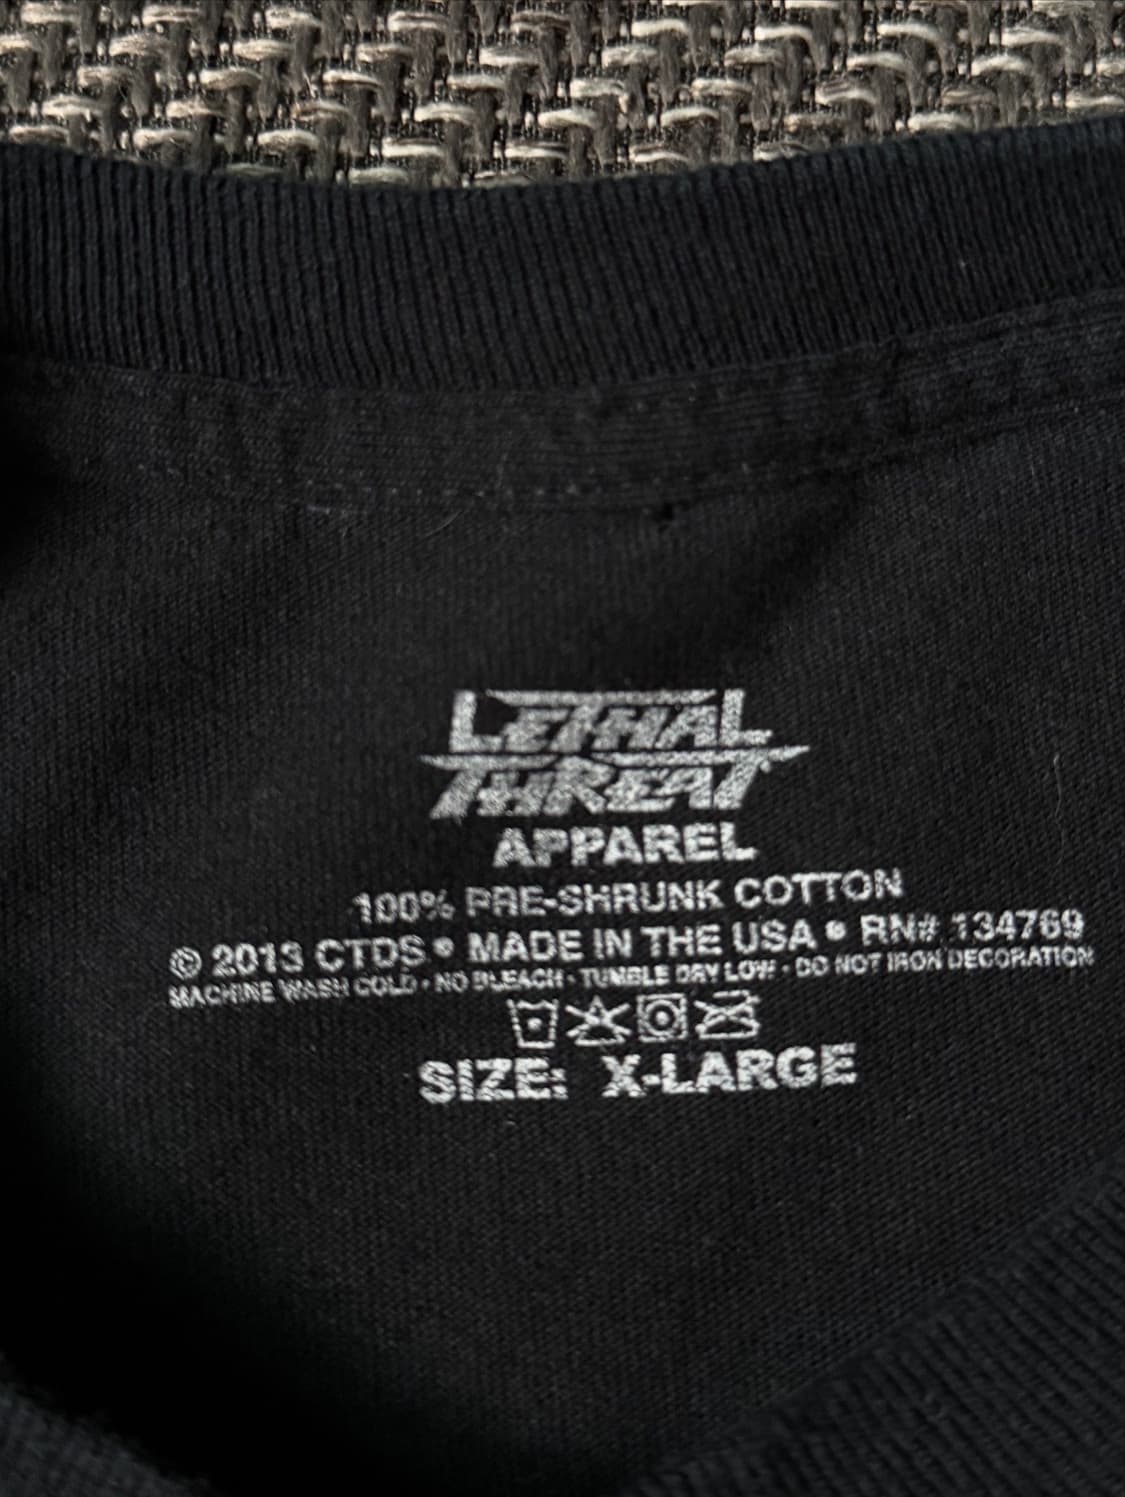 LETHAL
THREAT
APPAREL
100% PRE-SHRUNK COTTON
© 2013 CTDS • MADE IN THE USA • RN# 134769
MACHINE WASH COLD • NO BLEACH • TUMBLE DRY LOW • DO NOT IRON DECORATION
SIZE: X-LARGE